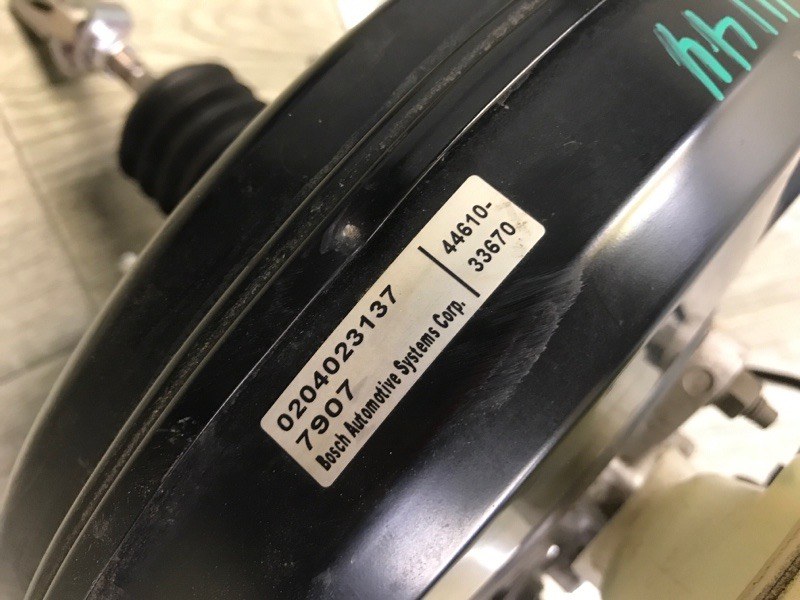 0204023137
7907
Bosch Automotive Systems Corp.
44610-
33670